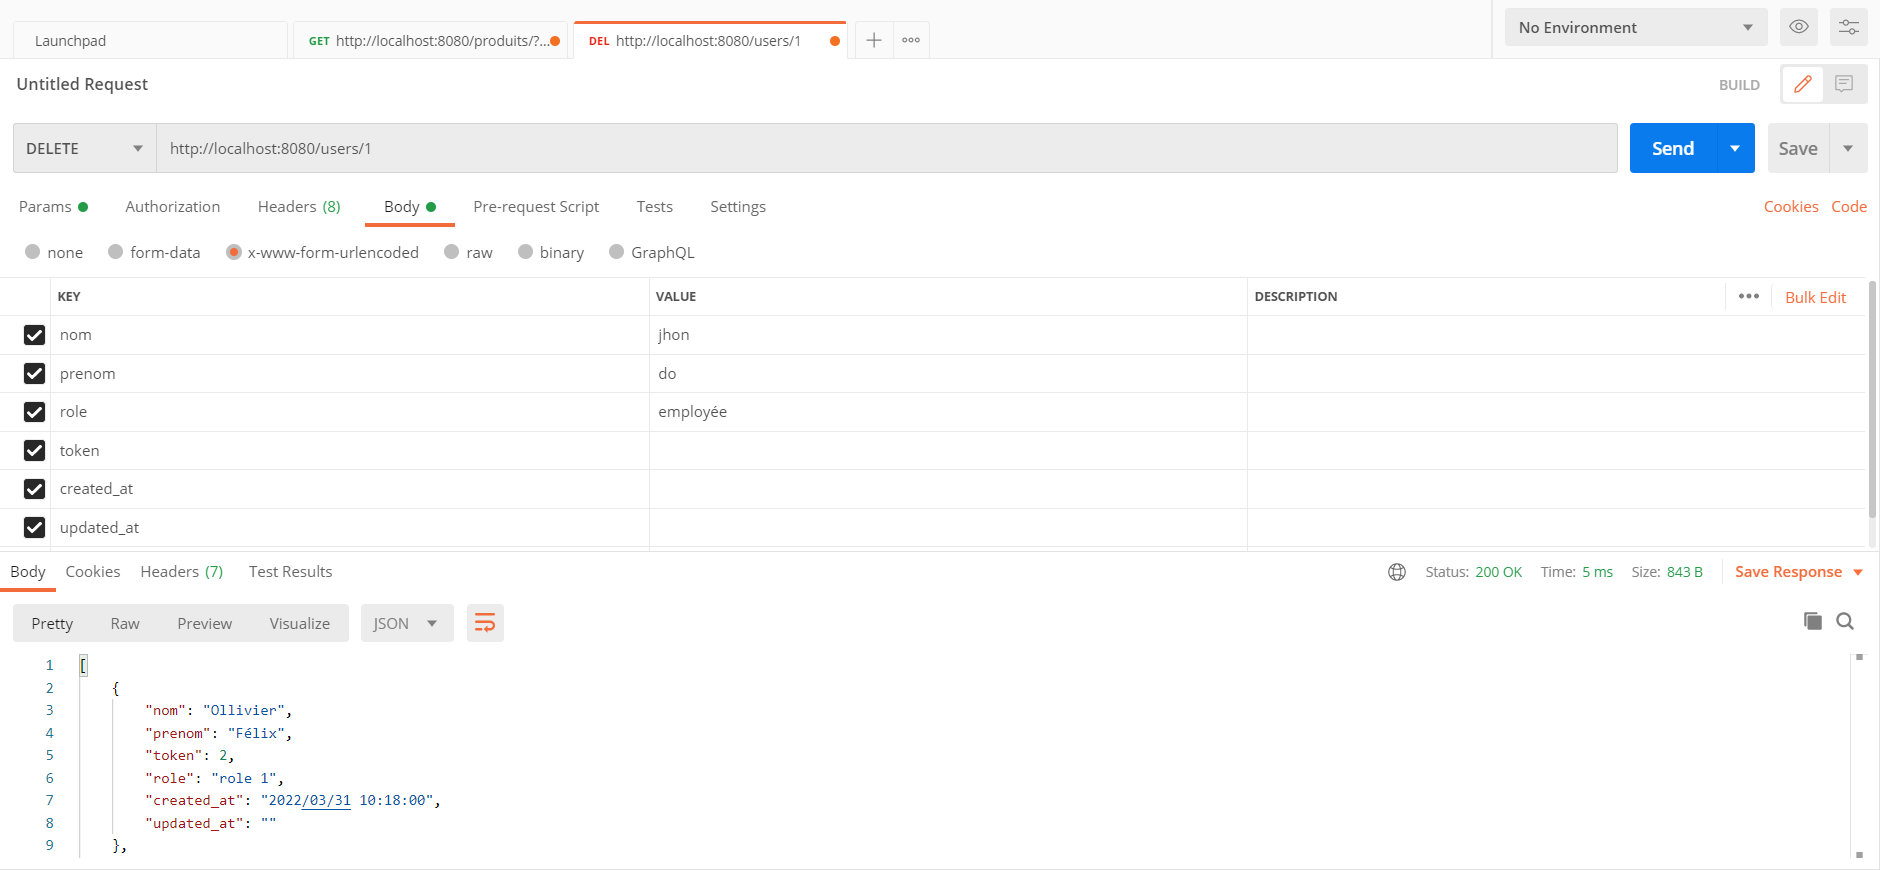 Launchpad
GET http://localhost:8080/produits/?...
DEL http://localhost:8080/users/1
No Environment
Untitled Request
BUILD
DELETE
http://localhost:8080/users/1
Send
Save
Params
Authorization
Headers (8)
Body
Pre-request Script
Tests
Settings
Cookies
Code
none
form-data
x-www-form-urlencoded
raw
binary
GraphQL
KEY
VALUE
DESCRIPTION
Bulk Edit
nom
jhon
prenom
do
role
employée
token
created_at
updated_at
Body
Cookies
Headers (7)
Test Results
Status: 200 OK
Time: 5 ms
Size: 843 B
Save Response
Pretty
Raw
Preview
Visualize
JSON
1 [
2 {
3 "nom": "Ollivier",
4 "prenom": "Félix",
5 "token": 2,
6 "role": "role 1",
7 "created_at": "2022/03/31 10:18:00",
8 "updated_at": ""
9 },